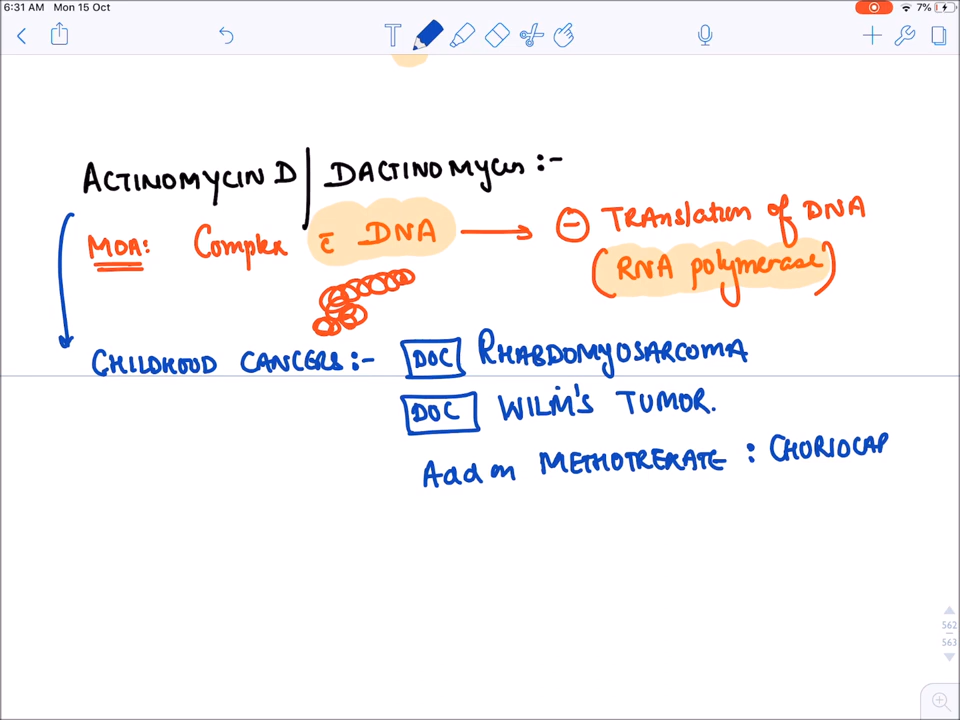 6:31 AM Mon 15 Oct
7%
T
ACTINOMYCIN D | DACTINOMYCIN :-
MOA: Complex c̄ DNA → ⊖ TRANslation of DNA
(RNA polymerase)
CHILDHOOD CANCERS :- DOC RHABDOMYOSARCOMA
DOC WILM'S TUMOR.
Add on METHOTREXATE : CHORIOCAR
562
563